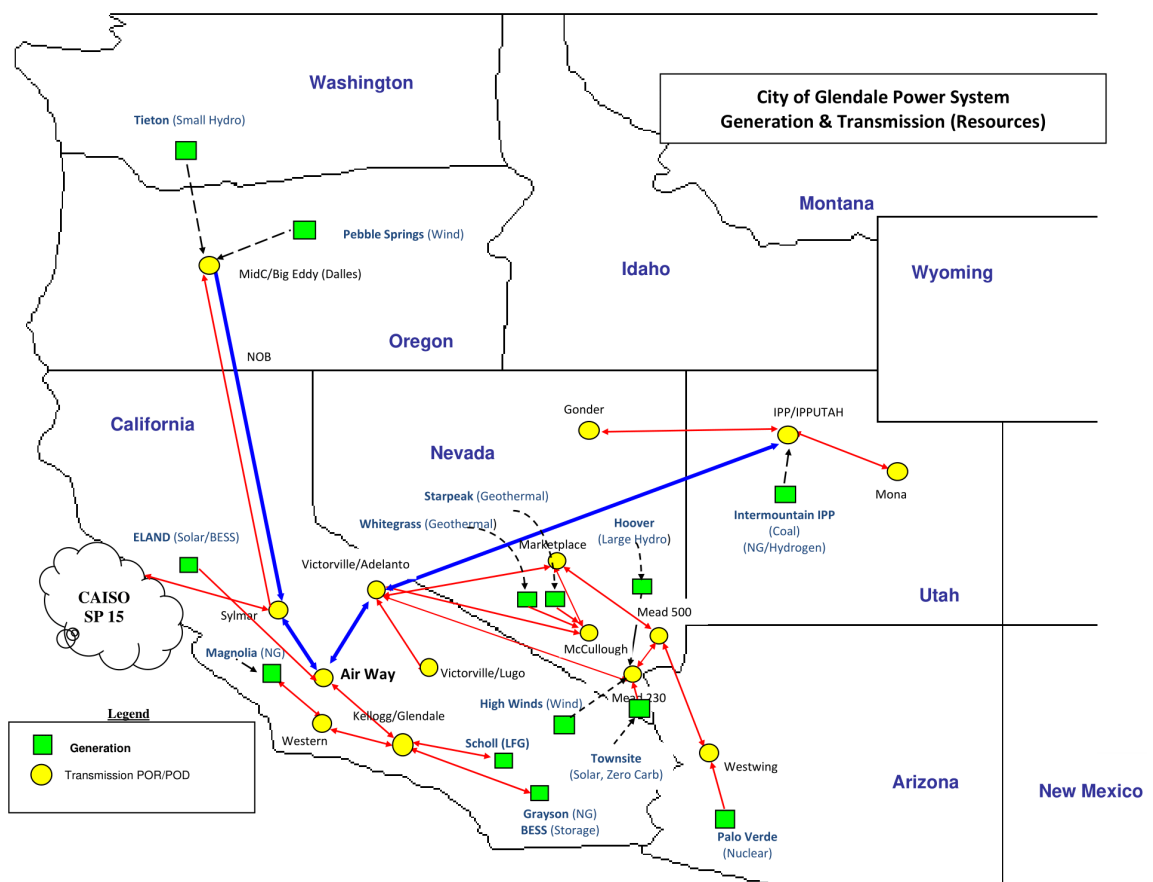 Washington
City of Glendale Power System
Generation & Transmission (Resources)
Tieton (Small Hydro)
Montana
Pebble Springs (Wind)
MidC/Big Eddy (Dalles)
Idaho
Wyoming
Oregon
NOB
California
Gonder
IPP/IPPUTAH
Nevada
Mona
Starpeak (Geothermal)
Whitegrass (Geothermal)
Hoover
(Large Hydro)
Intermountain IPP
(Coal)
(NG/Hydrogen)
ELAND (Solar/BESS)
Marketplace
Victorville/Adelanto
CAISO
SP 15
Utah
Sylmar
Mead 500
McCullough
Magnolia (NG)
Air Way
Victorville/Lugo
Mead 230
High Winds (Wind)
Legend
Generation
Transmission POR/POD
Kellogg/Glendale
Western
Scholl (LFG)
Townsite
(Solar, Zero Carb)
Westwing
Arizona
New Mexico
Grayson (NG)
BESS (Storage)
Palo Verde
(Nuclear)